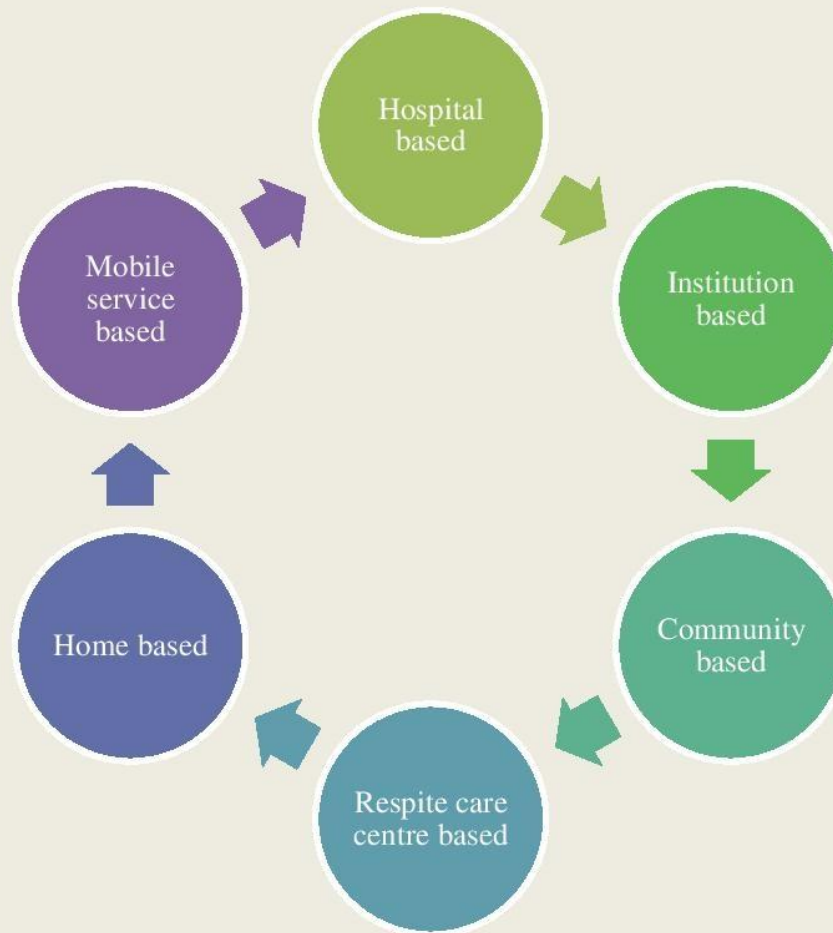 Hospital
based
Institution
based
Community
based
Respite care
centre based
Home based
Mobile
service
based